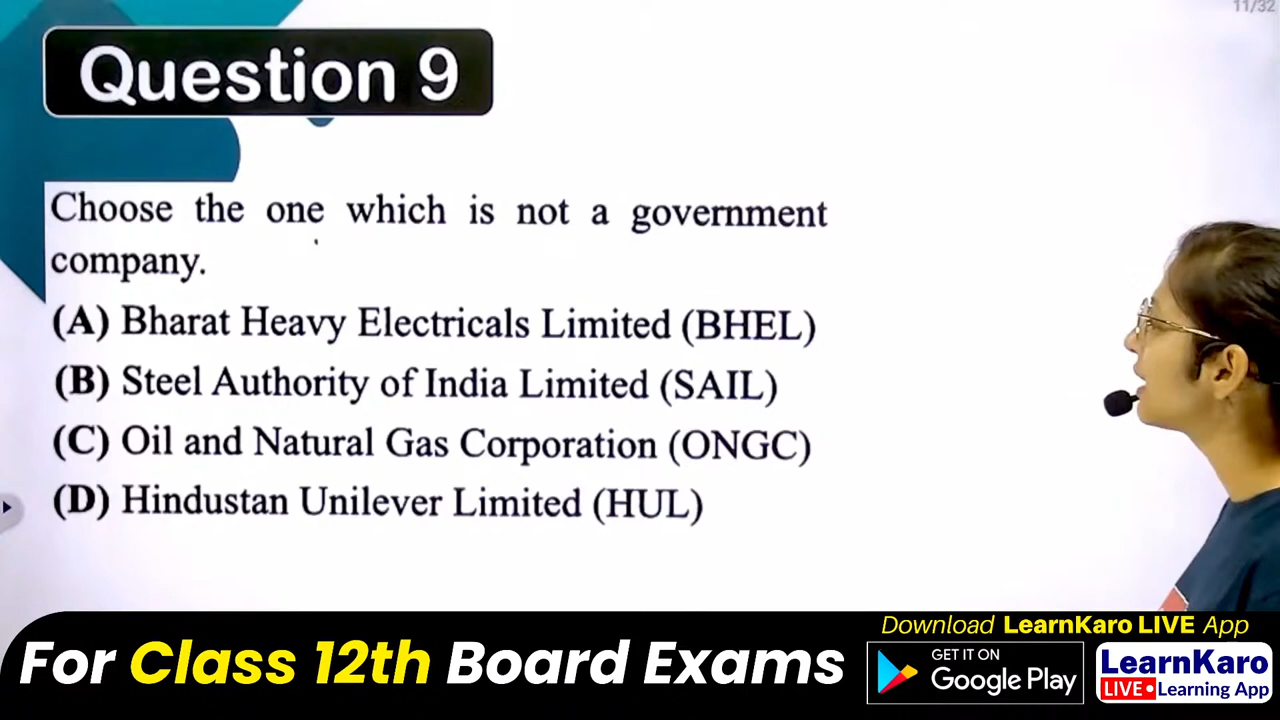 11/32
Question 9
Choose the one which is not a government
company.
(A) Bharat Heavy Electricals Limited (BHEL)
(B) Steel Authority of India Limited (SAIL)
(C) Oil and Natural Gas Corporation (ONGC)
(D) Hindustan Unilever Limited (HUL)
For Class 12th Board Exams
Download LearnKaro LIVE App
GET IT ON
Google Play
LearnKaro
LIVE • Learning App